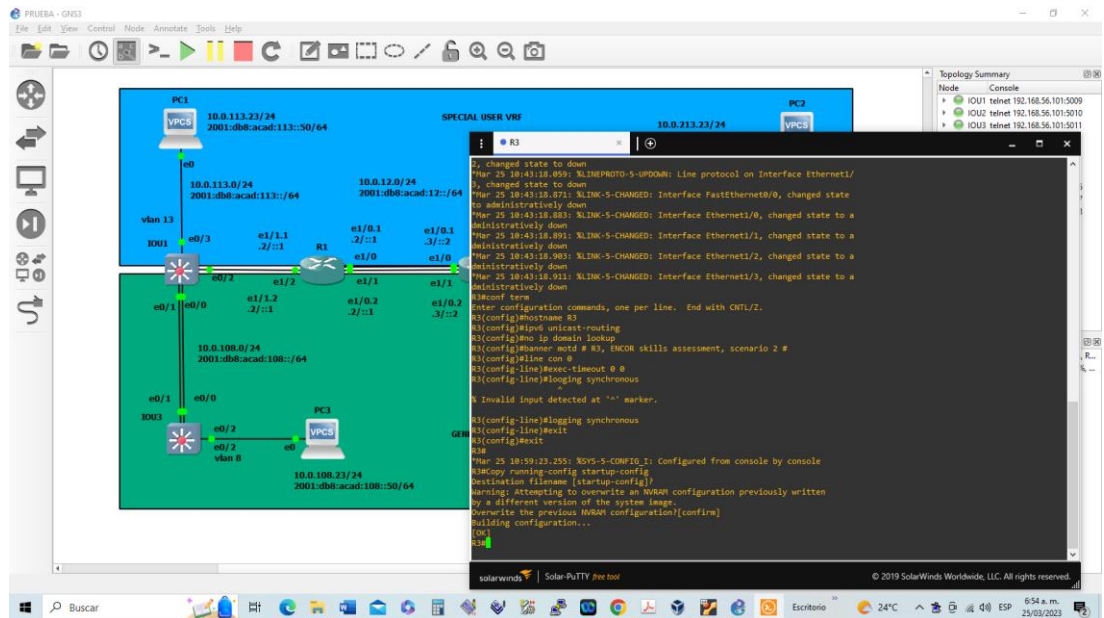 PRUEBA - GNS3
File Edit View Control Node Annotate Tools Help
Topology Summary
Node Console
IOU1 telnet 192.168.56.101:5009
IOU2 telnet 192.168.56.101:5010
IOU3 telnet 192.168.56.101:5011
PC1
VPCS
10.0.113.23/24
2001:db8:acad:113::50/64
SPECIAL USER VRF
PC2
10.0.213.23/24
VPCS
e0
10.0.113.0/24
2001:db8:acad:113::/64
10.0.12.0/24
2001:db8:acad:12::/64
vlan 13
IOU1
e0/3
e1/1.1
.2/::1
R1
e1/0.1
.2/::1
e1/0.1
.3/::2
e1/0
e1/0
e0/2
e1/2
e1/1
e1/1
e0/1
e0/0
e1/1.2
.2/::1
e1/0.2
.2/::1
e1/0.2
.3/::2
10.0.108.0/24
2001:db8:acad:108::/64
e0/1
e0/0
IOU3
e0/2
e0/2
vlan 8
PC3
VPCS
e0
10.0.108.23/24
2001:db8:acad:108::50/64
R3
2, changed state to down
*Mar 25 10:43:18.059: %LINEPROTO-5-UPDOWN: Line protocol on Interface Ethernet1/
3, changed state to down
*Mar 25 10:43:18.871: %LINK-5-CHANGED: Interface FastEthernet0/0, changed state
to administratively down
*Mar 25 10:43:18.883: %LINK-5-CHANGED: Interface Ethernet1/0, changed state to a
dministratively down
*Mar 25 10:43:18.891: %LINK-5-CHANGED: Interface Ethernet1/1, changed state to a
dministratively down
*Mar 25 10:43:18.903: %LINK-5-CHANGED: Interface Ethernet1/2, changed state to a
dministratively down
*Mar 25 10:43:18.911: %LINK-5-CHANGED: Interface Ethernet1/3, changed state to a
dministratively down
R3#conf term
Enter configuration commands, one per line. End with CNTL/Z.
R3(config)#hostname R3
R3(config)#ipv6 unicast-routing
R3(config)#no ip domain lookup
R3(config)#banner motd # R3, ENCOR skills assessment, scenario 2 #
R3(config)#line con 0
R3(config-line)#exec-timeout 0 0
R3(config-line)#looging synchronous
^
% Invalid input detected at '^' marker.
R3(config-line)#logging synchronous
R3(config-line)#exit
R3(config)#exit
R3#
*Mar 25 10:59:23.255: %SYS-5-CONFIG_I: Configured from console by console
R3#Copy running-config startup-config
Destination filename [startup-config]?
Warning: Attempting to overwrite an NVRAM configuration previously written
by a different version of the system image.
Overwrite the previous NVRAM configuration?[confirm]
Building configuration...
[OK]
R3#
solarwinds | Solar-PuTTY free tool
© 2019 SolarWinds Worldwide, LLC. All rights reserved.
Buscar
Escritorio
24°C
ESP
6:54 a. m.
25/03/2023